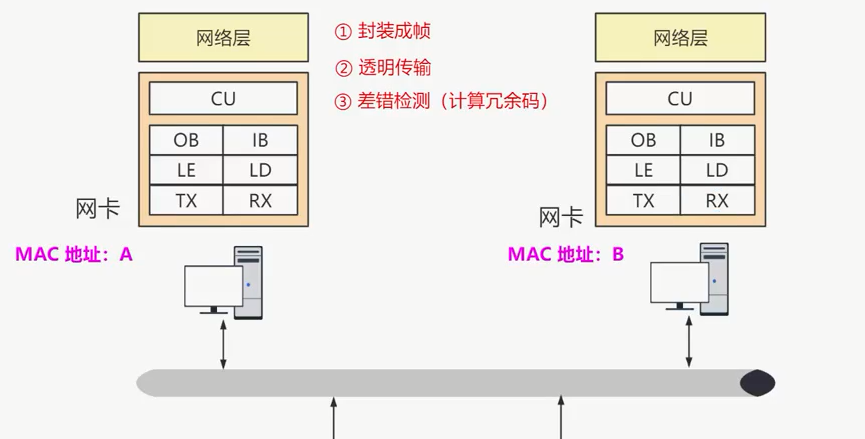 网络层
① 封装成帧
② 透明传输
③ 差错检测（计算冗余码）
CU
OB IB
LE LD
TX RX
网卡
MAC 地址：A
网络层
CU
OB IB
LE LD
TX RX
网卡
MAC 地址：B